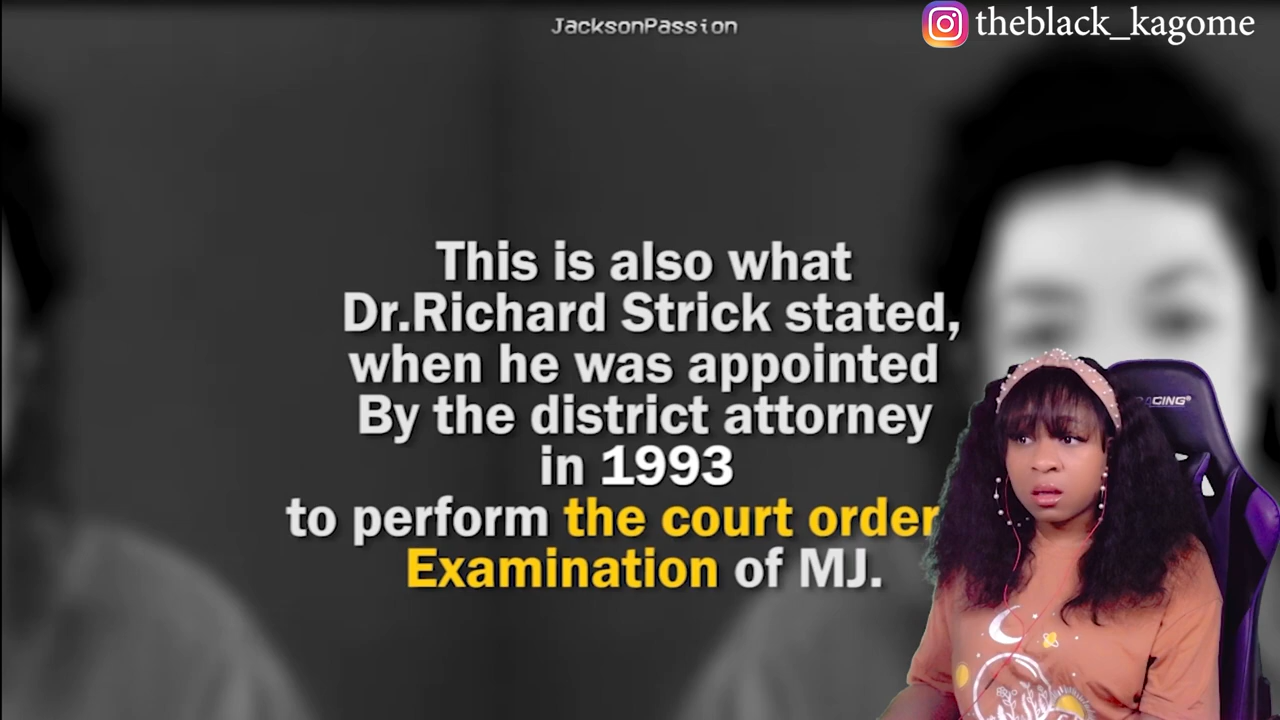 JacksonPassion
theblack_kagome
This is also what
Dr.Richard Strick stated,
when he was appointed
By the district attorney
in 1993
to perform the court order
Examination of MJ.